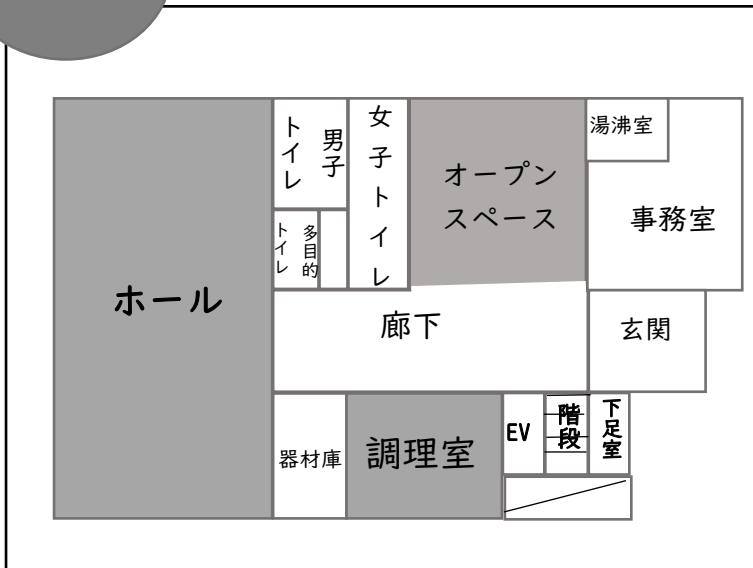 男子
トイレ
女子トイレ
オープン
スペース
湯沸室
事務室
多目的
トイレ
ホール
廊下
玄関
器材庫
調理室
EV
階段
下足室